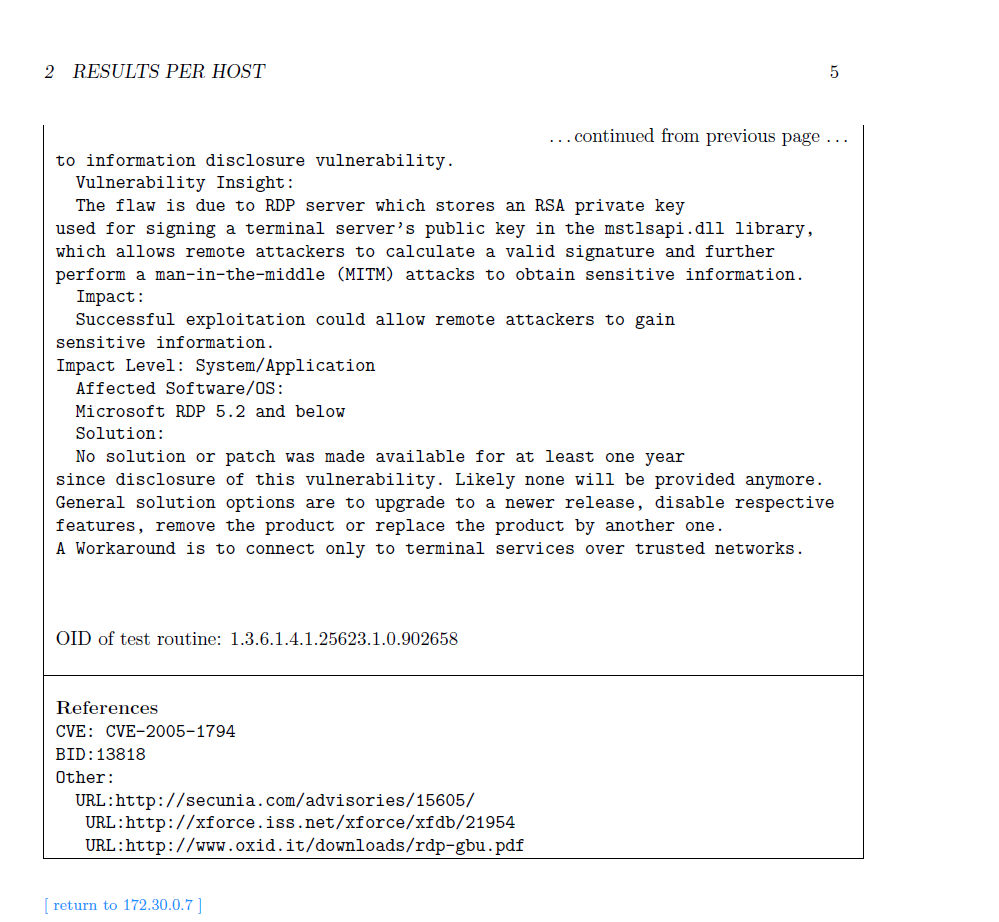 2 RESULTS PER HOST 5
...continued from previous page ...
to information disclosure vulnerability.
Vulnerability Insight:
The flaw is due to RDP server which stores an RSA private key
used for signing a terminal server's public key in the mstlsapi.dll library,
which allows remote attackers to calculate a valid signature and further
perform a man-in-the-middle (MITM) attacks to obtain sensitive information.
Impact:
Successful exploitation could allow remote attackers to gain
sensitive information.
Impact Level: System/Application
Affected Software/OS:
Microsoft RDP 5.2 and below
Solution:
No solution or patch was made available for at least one year
since disclosure of this vulnerability. Likely none will be provided anymore.
General solution options are to upgrade to a newer release, disable respective
features, remove the product or replace the product by another one.
A Workaround is to connect only to terminal services over trusted networks.
OID of test routine: 1.3.6.1.4.1.25623.1.0.902658
References
CVE: CVE-2005-1794
BID:13818
Other:
URL:http://secunia.com/advisories/15605/
URL:http://xforce.iss.net/xforce/xfdb/21954
URL:http://www.oxid.it/downloads/rdp-gbu.pdf
[ return to 172.30.0.7 ]